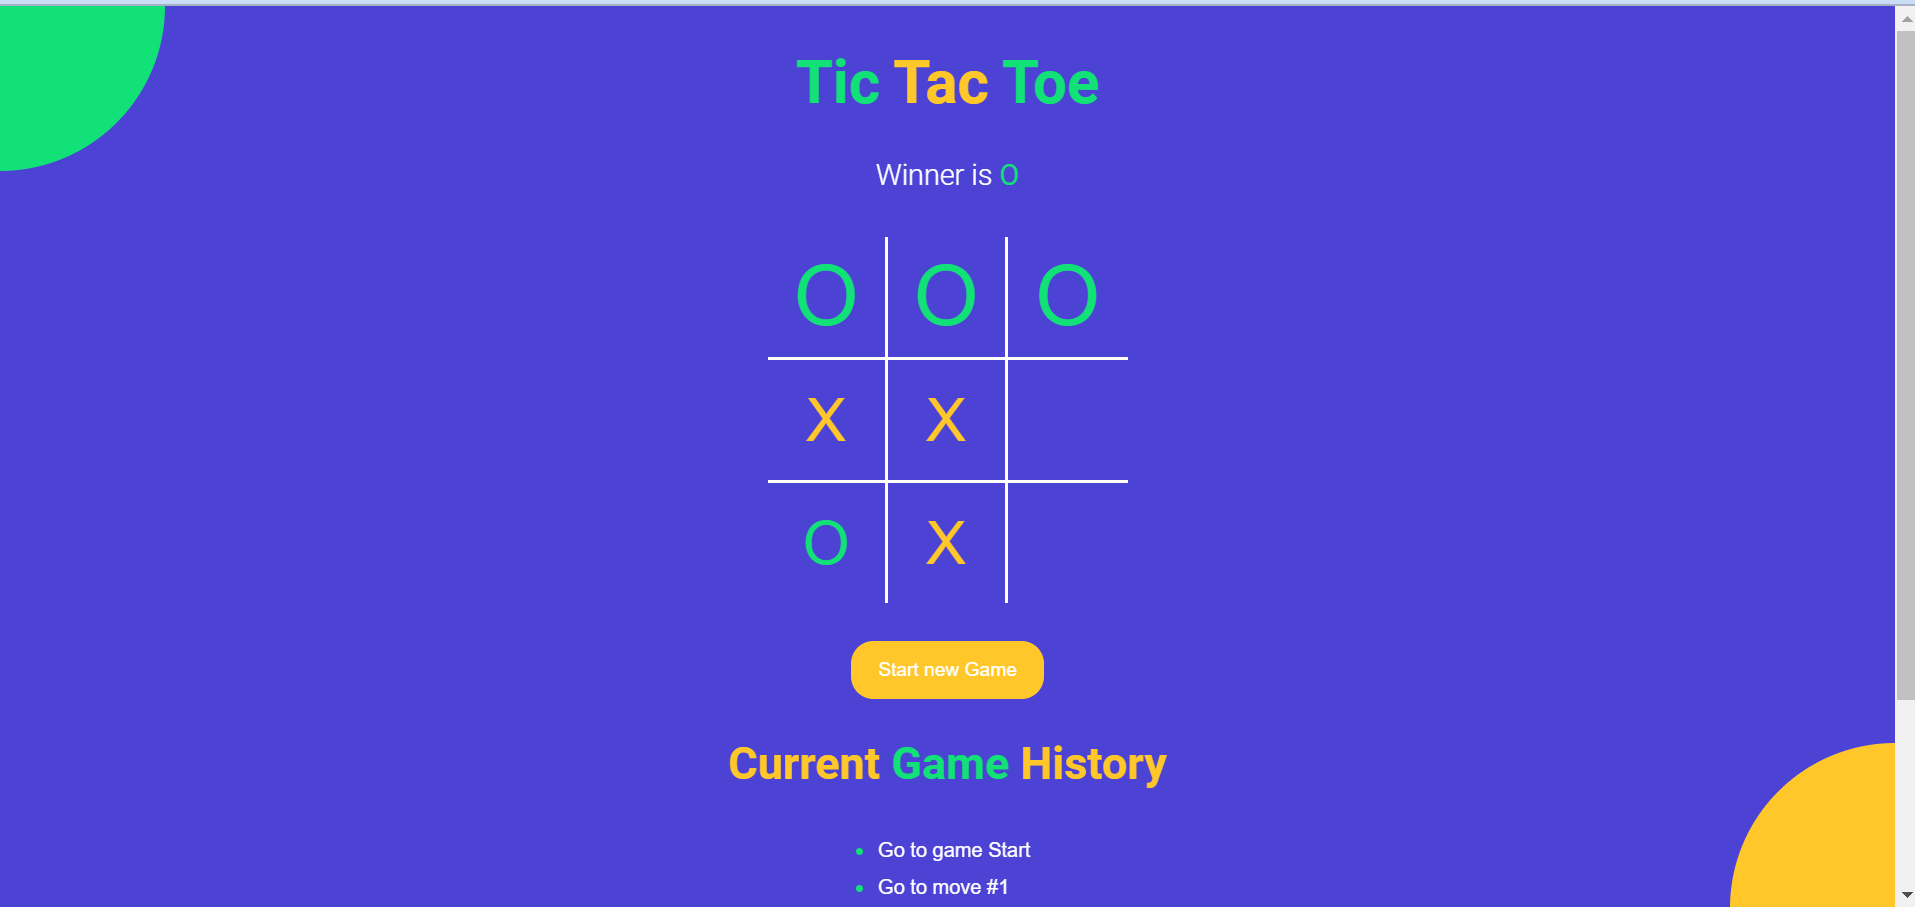 Tic Tac Toe
Winner is O
O O O
X X
O X
Start new Game
Current Game History
Go to game Start
Go to move #1